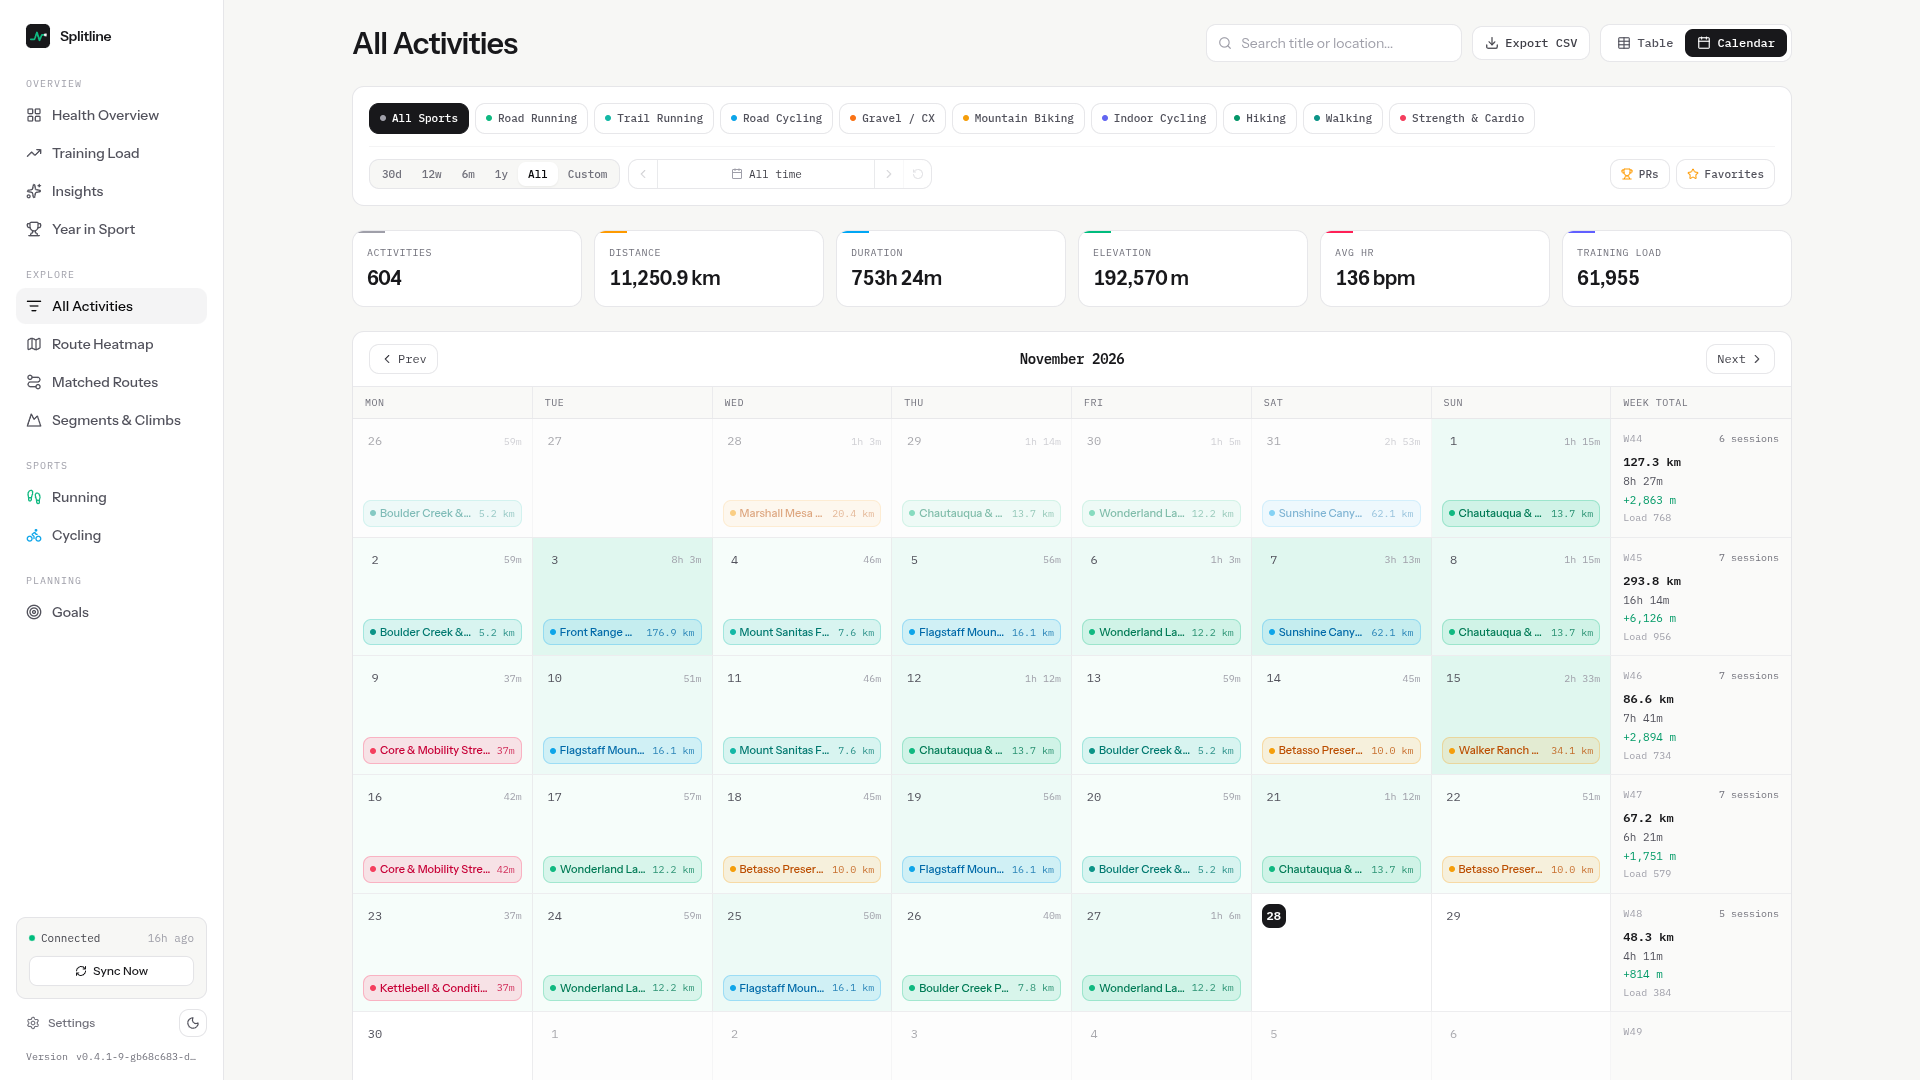 Splitline
OVERVIEW
Health Overview
Training Load
Insights
Year in Sport
EXPLORE
All Activities
Route Heatmap
Matched Routes
Segments & Climbs
SPORTS
Running
Cycling
PLANNING
Goals
Connected 16h ago
Sync Now
Settings
Version v0.4.1-9-gb68c683-d…
All Activities
Search title or location...
Export CSV
Table
Calendar
All Sports Road Running Trail Running Road Cycling Gravel / CX Mountain Biking Indoor Cycling Hiking Walking Strength & Cardio
30d 12w 6m 1y All Custom All time PRs Favorites
ACTIVITIES DISTANCE DURATION ELEVATION AVG HR TRAINING LOAD
604 11,250.9 km 753h 24m 192,570 m 136 bpm 61,955
Prev November 2026 Next
MON TUE WED THU FRI SAT SUN WEEK TOTAL
26 59m 27 28 1h 3m 29 1h 14m 30 1h 5m 31 2h 53m 1 1h 15m W44 6 sessions
127.3 km
8h 27m
+2,863 m
Boulder Creek &… 5.2 km Marshall Mesa … 20.4 km Chautauqua & … 13.7 km Wonderland La… 12.2 km Sunshine Cany… 62.1 km Chautauqua & … 13.7 km Load 768
2 59m 3 8h 3m 4 46m 5 56m 6 1h 3m 7 3h 13m 8 1h 15m W45 7 sessions
293.8 km
16h 14m
+6,126 m
Boulder Creek &… 5.2 km Front Range … 176.9 km Mount Sanitas F… 7.6 km Flagstaff Moun… 16.1 km Wonderland La… 12.2 km Sunshine Cany… 62.1 km Chautauqua & … 13.7 km Load 956
9 37m 10 51m 11 46m 12 1h 12m 13 59m 14 45m 15 2h 33m W46 7 sessions
86.6 km
7h 41m
+2,894 m
Core & Mobility Stre… 37m Flagstaff Moun… 16.1 km Mount Sanitas F… 7.6 km Chautauqua & … 13.7 km Boulder Creek &… 5.2 km Betasso Preser… 10.0 km Walker Ranch … 34.1 km Load 734
16 42m 17 57m 18 45m 19 56m 20 59m 21 1h 12m 22 51m W47 7 sessions
67.2 km
6h 21m
+1,751 m
Core & Mobility Stre… 42m Wonderland La… 12.2 km Betasso Preser… 10.0 km Flagstaff Moun… 16.1 km Boulder Creek &… 5.2 km Chautauqua & … 13.7 km Betasso Preser… 10.0 km Load 579
23 37m 24 59m 25 50m 26 40m 27 1h 6m 28 29 W48 5 sessions
48.3 km
4h 11m
+814 m
Kettlebell & Conditi… 37m Wonderland La… 12.2 km Flagstaff Moun… 16.1 km Boulder Creek P… 7.8 km Wonderland La… 12.2 km Load 384
30 1 2 3 4 5 6 W49